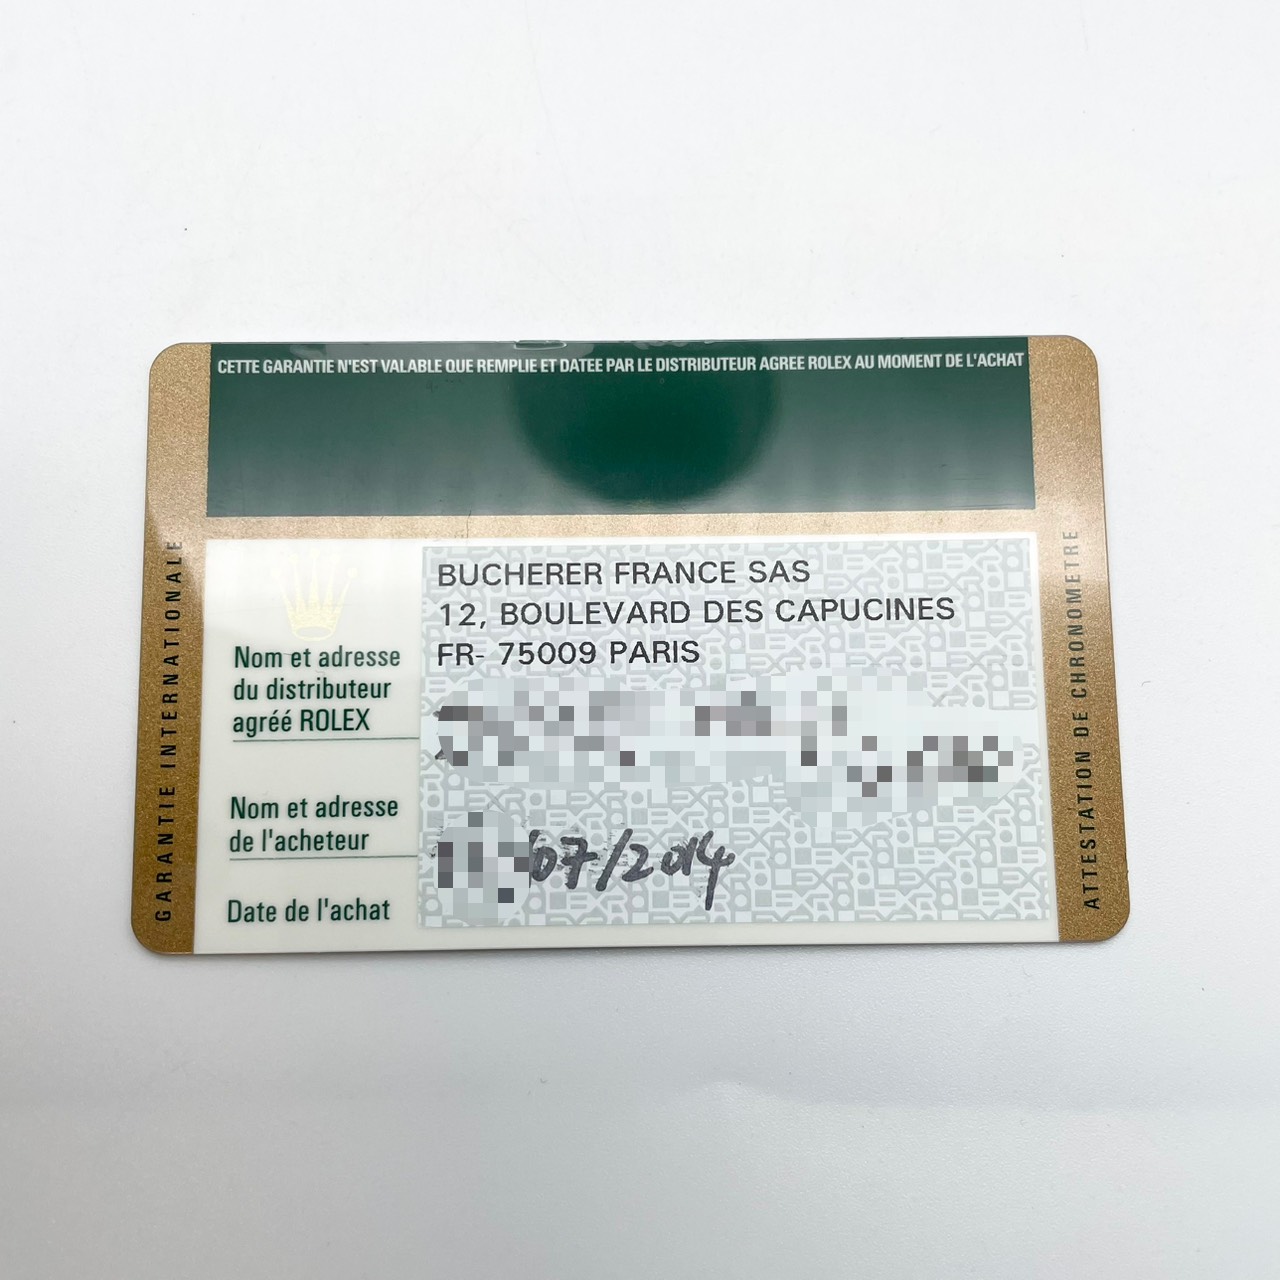 CETTE GARANTIE N'EST VALABLE QUE REMPLIE ET DATEE PAR LE DISTRIBUTEUR AGREE ROLEX AU MOMENT DE L'ACHAT
GARANTIE INTERNATIONALE
Nom et adresse
du distributeur
agréé ROLEX
BUCHERER FRANCE SAS
12, BOULEVARD DES CAPUCINES
FR- 75009 PARIS
Nom et adresse
de l'acheteur
Date de l'achat
/07/2014
ATTESTATION DE CHRONOMETRE